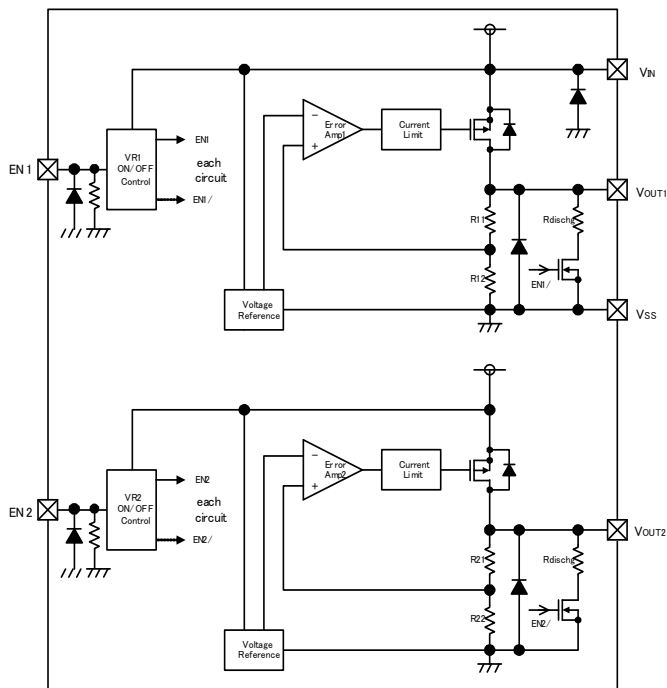 VIN
−
+
Error
Amp1
Current
Limit
EN1
VR1
ON/OFF
Control
EN1
each
circuit
EN1/
VOUT1
R11
Rdischg
R12
EN1/
Voltage
Reference
VSS
−
+
Error
Amp2
Current
Limit
EN2
VR2
ON/OFF
Control
EN2
each
circuit
EN2/
VOUT2
R21
Rdischg
R22
EN2/
Voltage
Reference